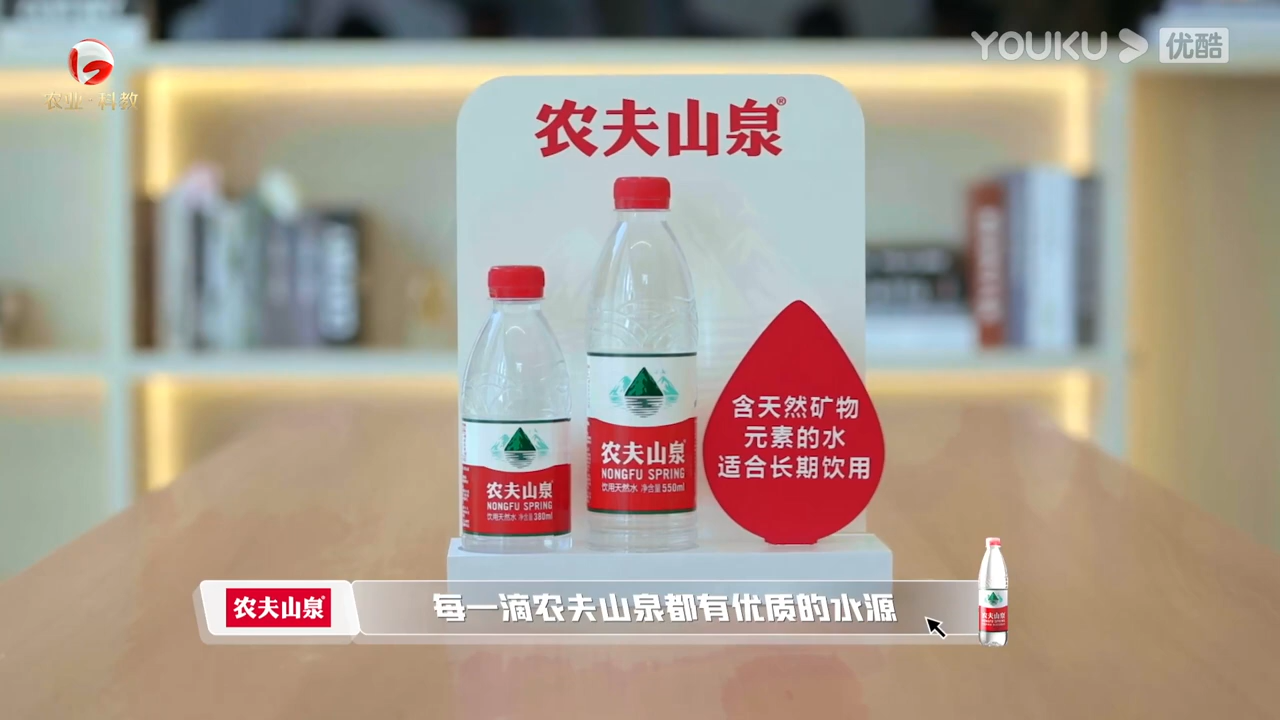 YOUKU 优酷
农业·科教
农夫山泉®
含天然矿物
元素的水
适合长期饮用
农夫山泉
NONGFU SPRING
饮用天然水 净含量380ml
农夫山泉
NONGFU SPRING
饮用天然水 净含量550ml
农夫山泉
每一滴农夫山泉都有优质的水源
农夫山泉